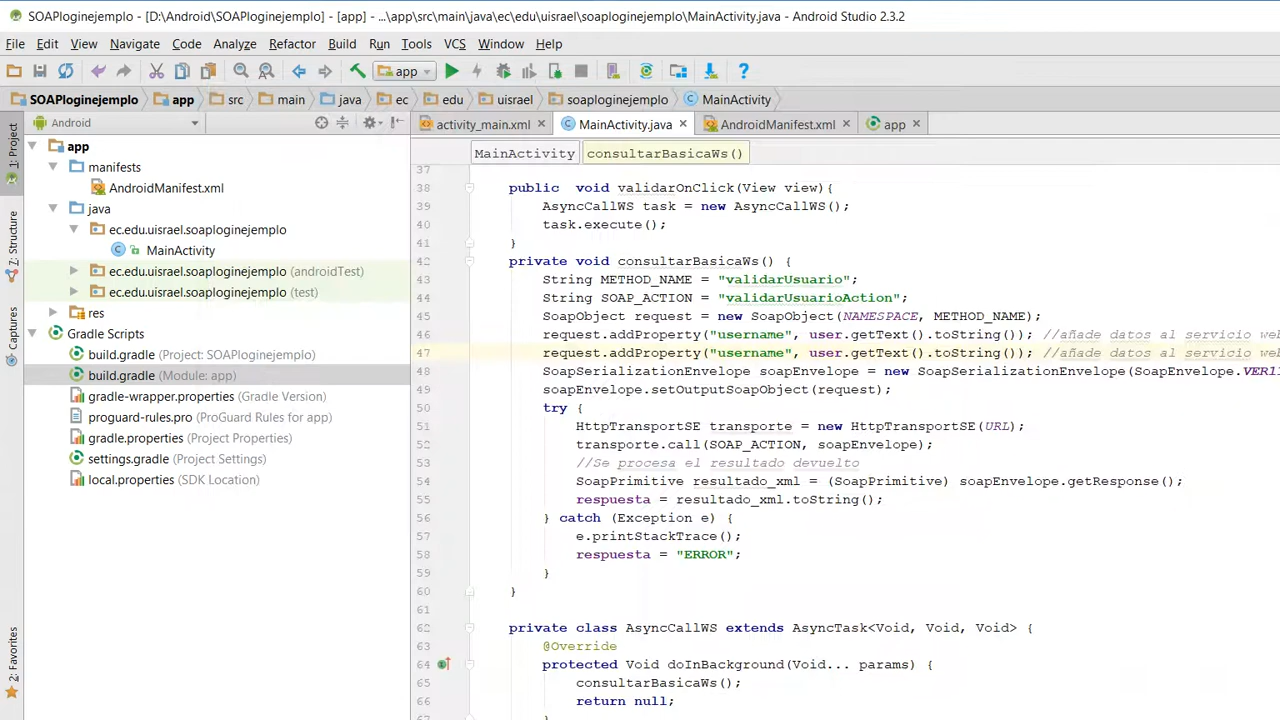 SOAPloginejemplo - [D:\Android\SOAPloginejemplo] - [app] - ...\app\src\main\java\ec\edu\uisrael\soaploginejemplo\MainActivity.java - Android Studio 2.3.2
File Edit View Navigate Code Analyze Refactor Build Run Tools VCS Window Help
app
SOAPloginejemplo app src main java ec edu uisrael soaploginejemplo MainActivity
Android
activity_main.xml MainActivity.java AndroidManifest.xml app
MainActivity consultarBasicaWs()
1: Project
7: Structure
Captures
2: Favorites
app
manifests
AndroidManifest.xml
java
ec.edu.uisrael.soaploginejemplo
MainActivity
ec.edu.uisrael.soaploginejemplo (androidTest)
ec.edu.uisrael.soaploginejemplo (test)
res
Gradle Scripts
build.gradle (Project: SOAPloginejemplo)
build.gradle (Module: app)
gradle-wrapper.properties (Gradle Version)
proguard-rules.pro (ProGuard Rules for app)
gradle.properties (Project Properties)
settings.gradle (Project Settings)
local.properties (SDK Location)
37
38 public void validarOnClick(View view){
39 AsyncCallWS task = new AsyncCallWS();
40 task.execute();
41 }
42 private void consultarBasicaWs() {
43 String METHOD_NAME = "validarUsuario";
44 String SOAP_ACTION = "validarUsuarioAction";
45 SoapObject request = new SoapObject(NAMESPACE, METHOD_NAME);
46 request.addProperty("username", user.getText().toString()); //añade datos al servicio web
47 request.addProperty("username", user.getText().toString()); //añade datos al servicio web
48 SoapSerializationEnvelope soapEnvelope = new SoapSerializationEnvelope(SoapEnvelope.VER11
49 soapEnvelope.setOutputSoapObject(request);
50 try {
51 HttpTransportSE transporte = new HttpTransportSE(URL);
52 transporte.call(SOAP_ACTION, soapEnvelope);
53 //Se procesa el resultado devuelto
54 SoapPrimitive resultado_xml = (SoapPrimitive) soapEnvelope.getResponse();
55 respuesta = resultado_xml.toString();
56 } catch (Exception e) {
57 e.printStackTrace();
58 respuesta = "ERROR";
59 }
60 }
61
62 private class AsyncCallWS extends AsyncTask<Void, Void, Void> {
63 @Override
64 protected Void doInBackground(Void... params) {
65 consultarBasicaWs();
66 return null;
67 }